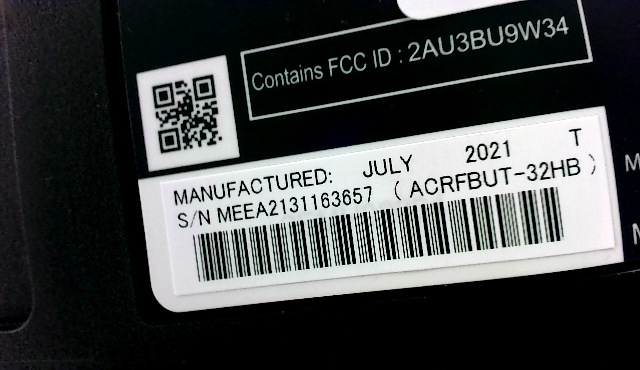 Contains FCC ID : 2AU3BU9W34
MANUFACTURED: JULY 2021 T
S/N MEEA2131163657 ( ACRFBUT-32HB )